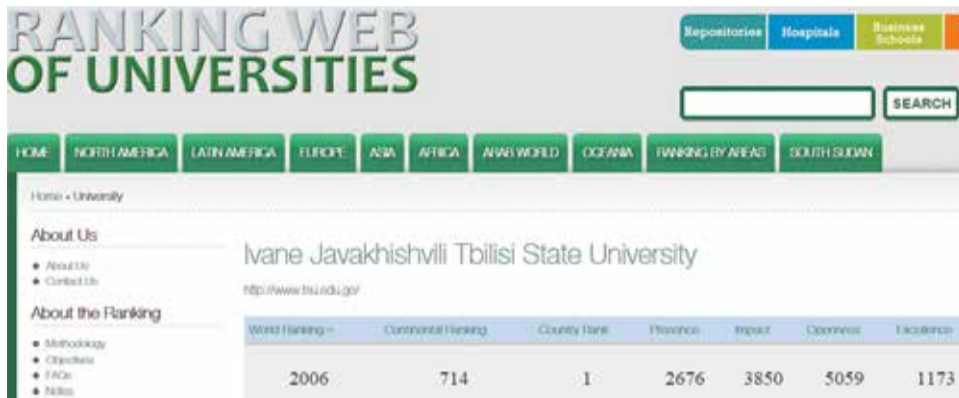 RANKING WEB
OF UNIVERSITIES
Repositories Hospitals Business Schools
SEARCH
HOME NORTH AMERICA LATIN AMERICA EUROPE ASIA AFRICA ARAB WORLD OCEANIA RANKING BY AREAS SOUTH SUDAN
Home • University
About Us
About Us
Contact Us
About the Ranking
Methodology
Objectives
FAQs
Notes
Ivane Javakhishvili Tbilisi State University
http://www.tsu.edu.ge/
World Ranking Continental Ranking Country Rank Presence Impact Openness Excellence
2006 714 1 2676 3850 5059 1173